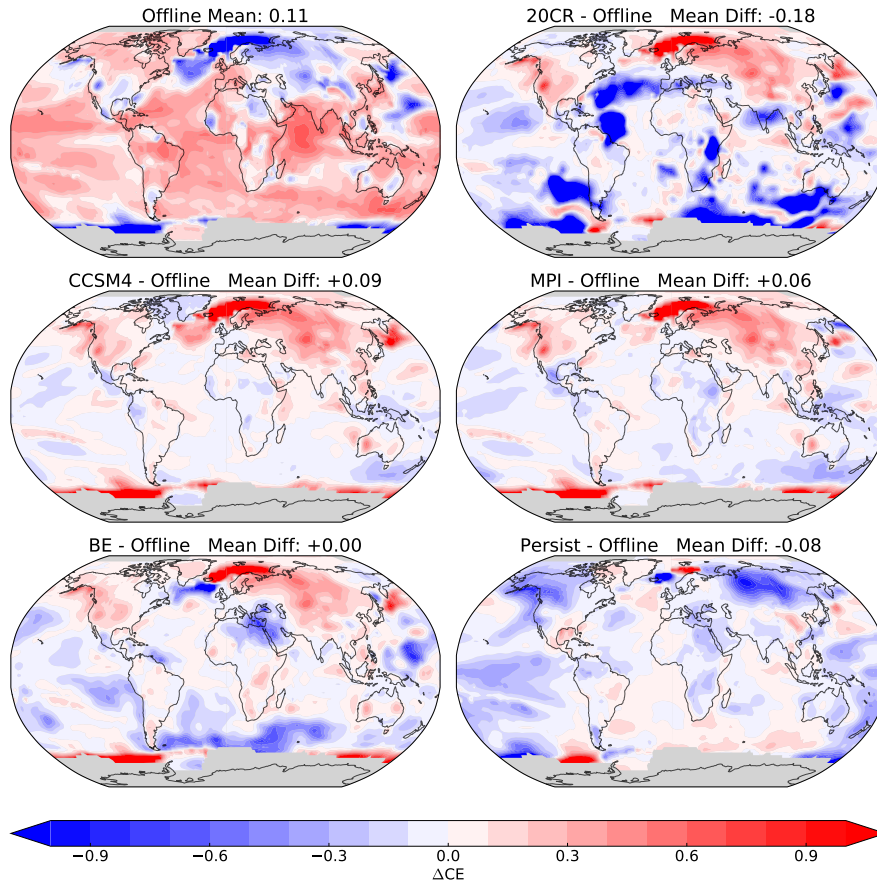 Offline Mean: 0.11
20CR - Offline Mean Diff: -0.18
CCSM4 - Offline Mean Diff: +0.09
MPI - Offline Mean Diff: +0.06
BE - Offline Mean Diff: +0.00
Persist - Offline Mean Diff: -0.08
−0.9 −0.6 −0.3 0.0 0.3 0.6 0.9
ΔCE